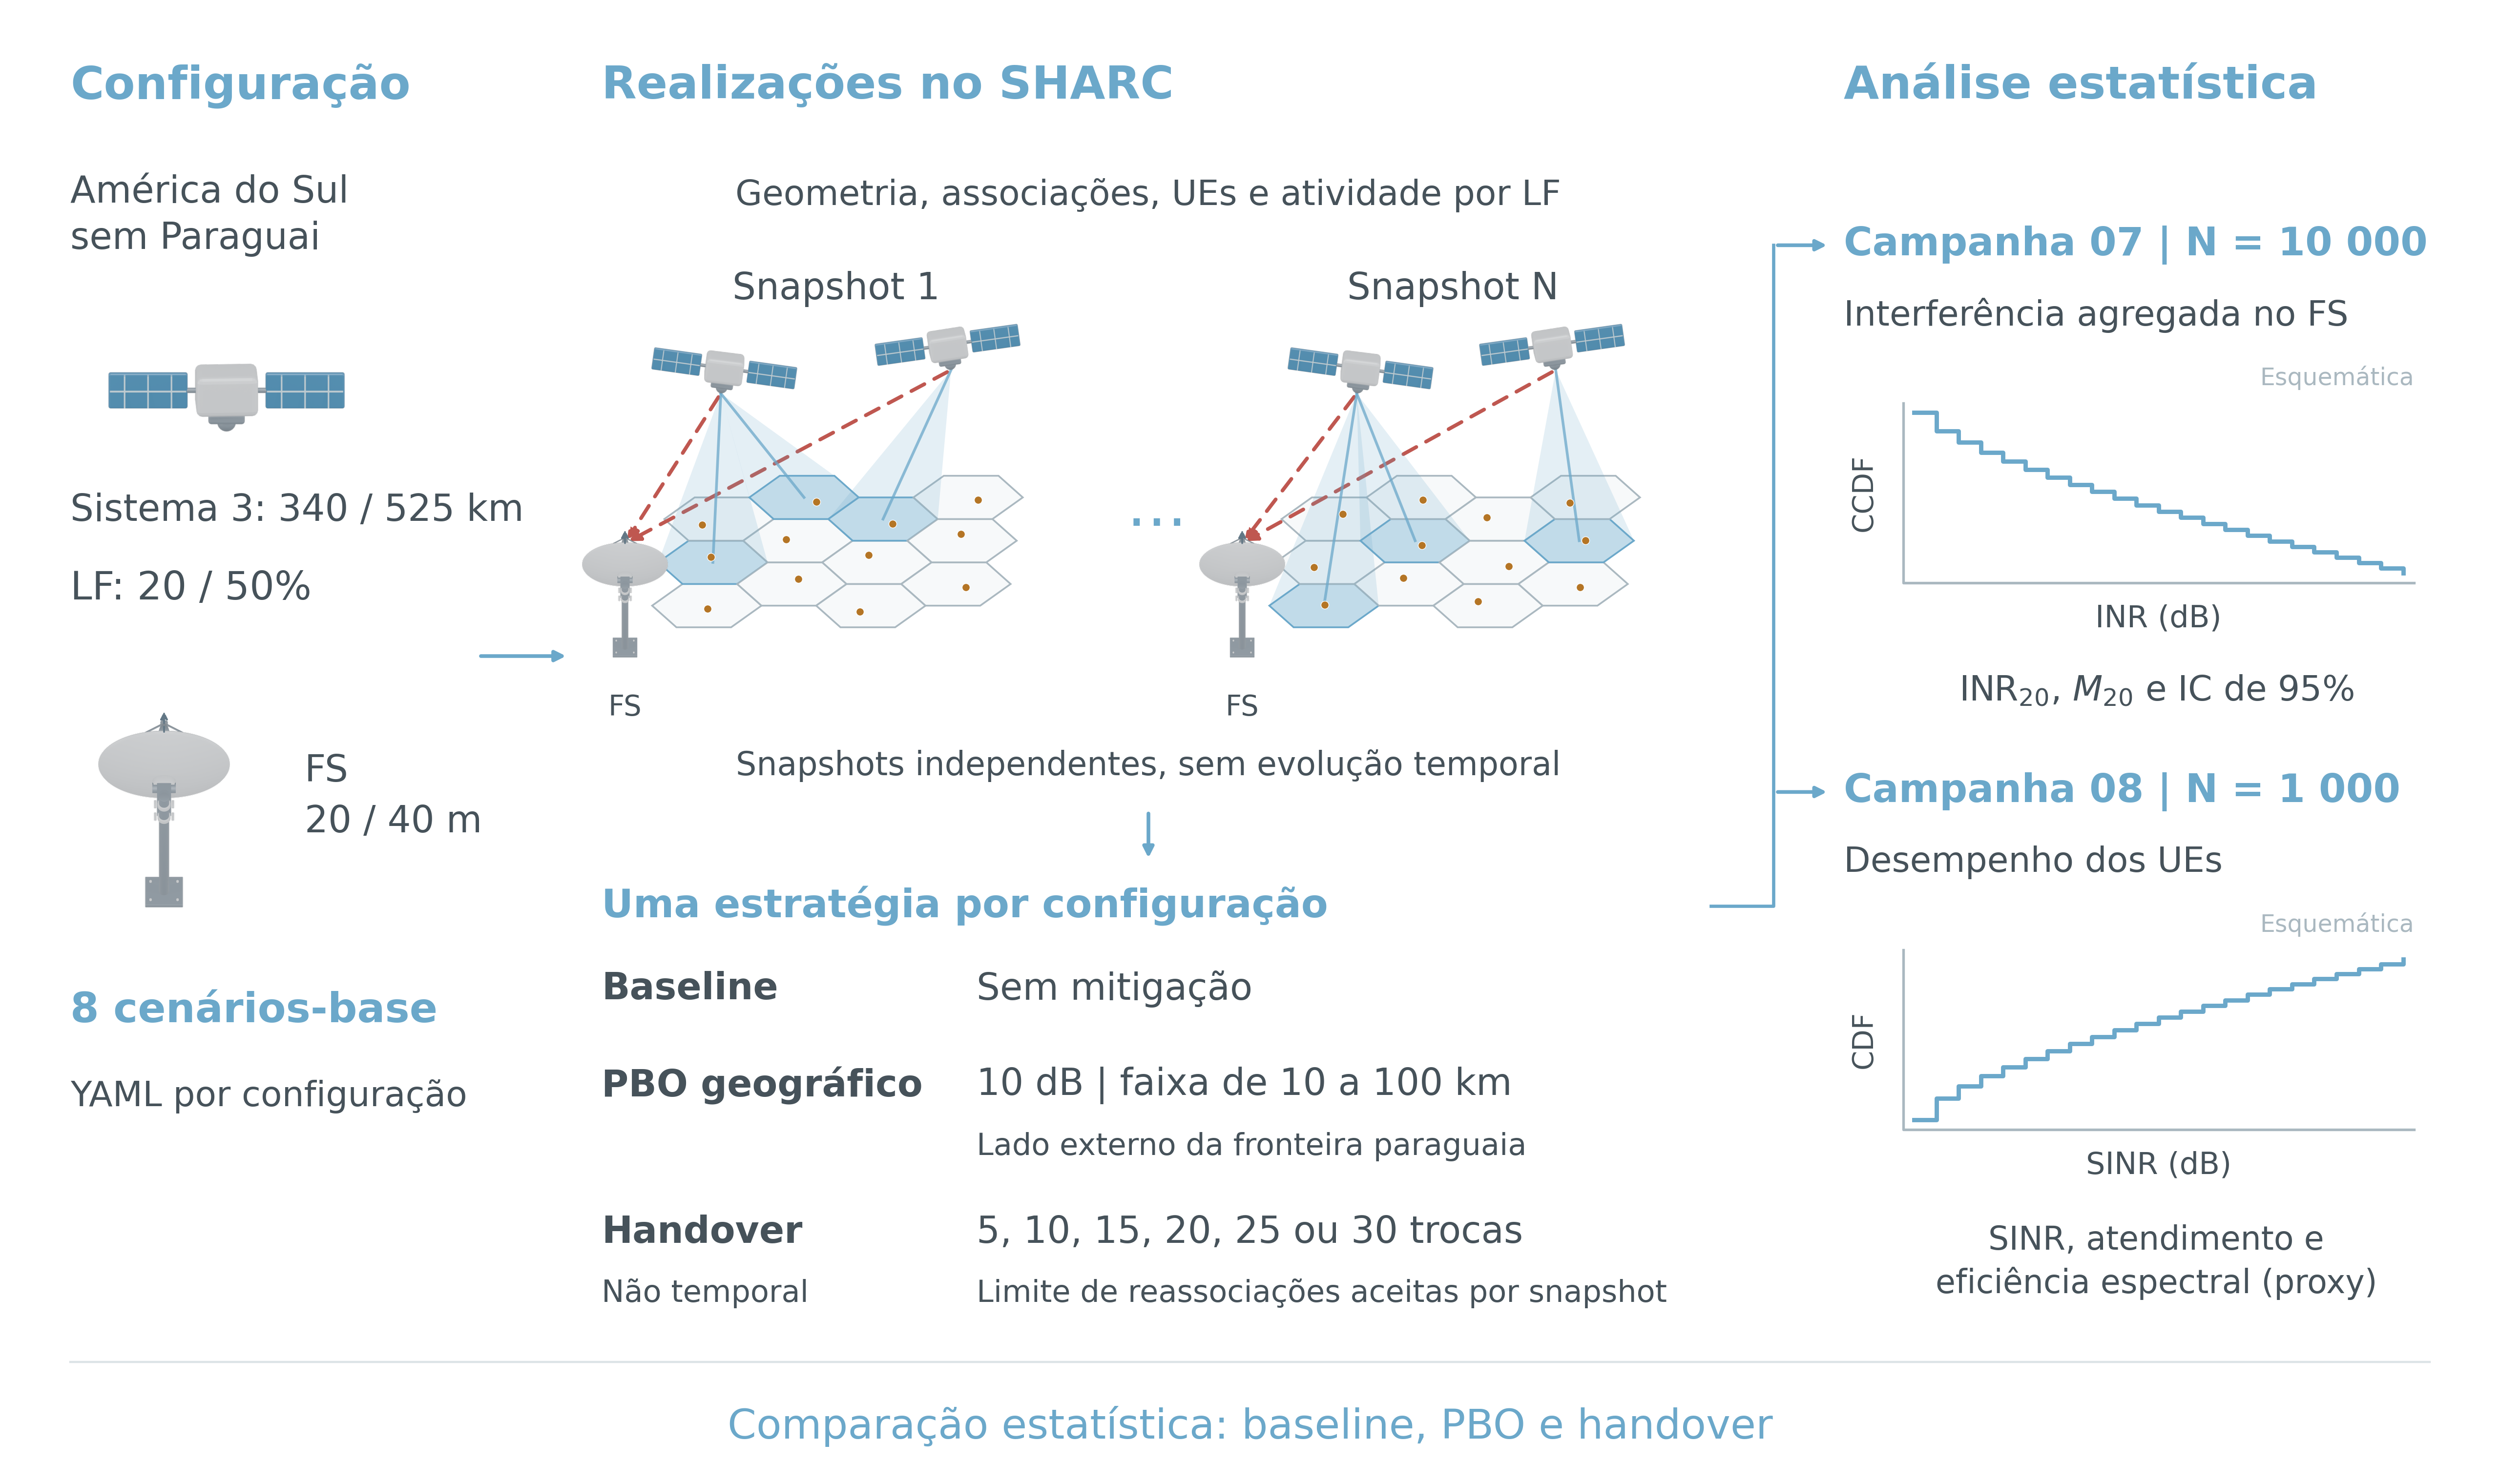 Configuração
América do Sul
sem Paraguai
Sistema 3: 340 / 525 km
LF: 20 / 50%
FS
20 / 40 m
8 cenários-base
YAML por configuração
Realizações no SHARC
Geometria, associações, UEs e atividade por LF
Snapshot 1
Snapshot N
...
FS
FS
Snapshots independentes, sem evolução temporal
Uma estratégia por configuração
Baseline Sem mitigação
PBO geográfico 10 dB | faixa de 10 a 100 km
Lado externo da fronteira paraguaia
Handover 5, 10, 15, 20, 25 ou 30 trocas
Não temporal Limite de reassociações aceitas por snapshot
Análise estatística
Campanha 07 | N = 10 000
Interferência agregada no FS
Esquemática
CCDF
INR (dB)
INR₂₀, M₂₀ e IC de 95%
Campanha 08 | N = 1 000
Desempenho dos UEs
Esquemática
CDF
SINR (dB)
SINR, atendimento e
eficiência espectral (proxy)
Comparação estatística: baseline, PBO e handover